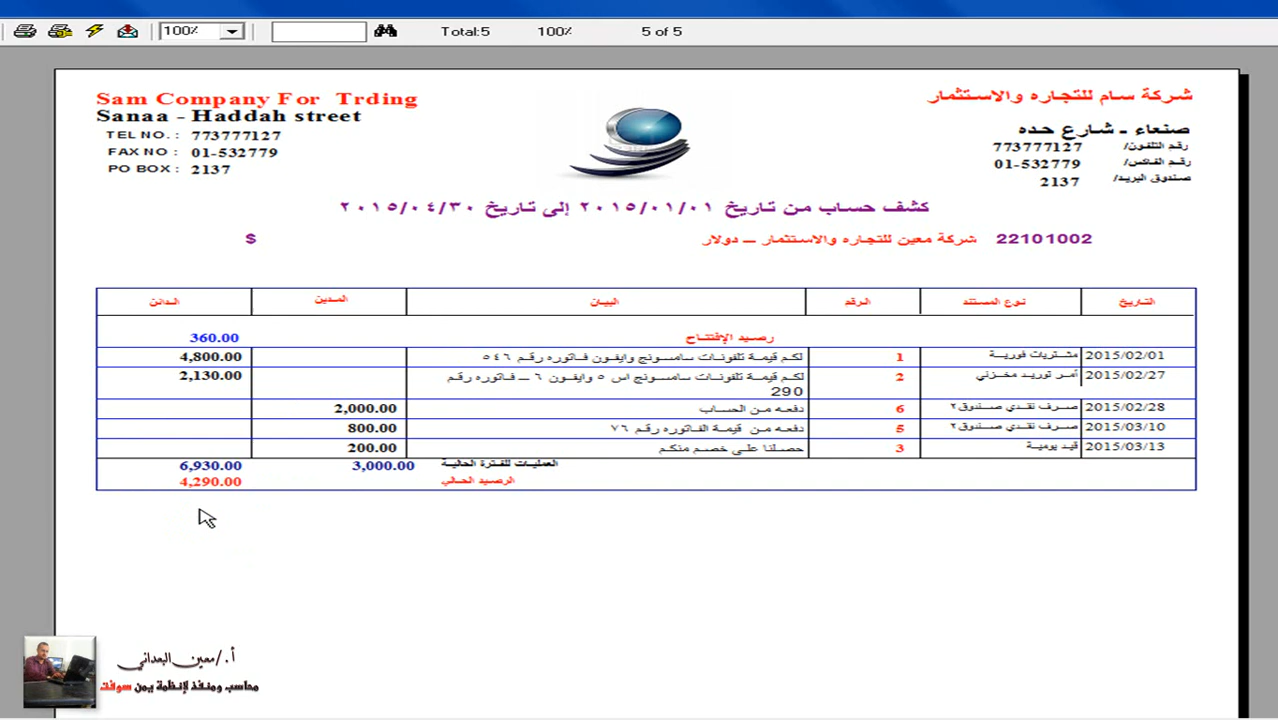 100% Total:5 100% 5 of 5
Sam Company For Trding
Sanaa - Haddah street
TEL NO. : 773777127
FAX NO : 01-532779
PO BOX : 2137
شركة سام للتجاره والاستثمار
صنعاء - شارع حده
رقم التلفون/ 773777127
رقم الفاكس/ 01-532779
صندوق البريد/ 2137
كشف حساب من تاريخ ٢٠١٥/٠١/٠١ إلى تاريخ ٢٠١٥/٠٤/٣٠
22101002 شركة معين للتجاره والاستثمار – دولار $
التاريخ نوع المستند الرقم البيان المدين الدائن
رصيد الإفتتاح 360.00
2015/02/01 مشتريات فورية 1 لكم قيمة تلفونات سامسونج وايفون فاتوره رقم ٥٤٦ 4,800.00
2015/02/27 أمر توريد مخزني 2 لكم قيمة تلفونات سامسونج اس ٥ وايفون ٦ – فاتوره رقم 2,130.00
290
2015/02/28 صرف نقدي صندوق٢ 6 دفعه من الحساب 2,000.00
2015/03/10 صرف نقدي صندوق٢ 5 دفعه من قيمة الفاتوره رقم ٧٦ 800.00
2015/03/13 قيد يومية 3 حصلنا على خصم منكم 200.00
العمليات للفترة الحالية 3,000.00 6,930.00
الرصيد الحالي 4,290.00
أ./معين البعداني
محاسب ومنفذ لإنظمة يمن سوفت